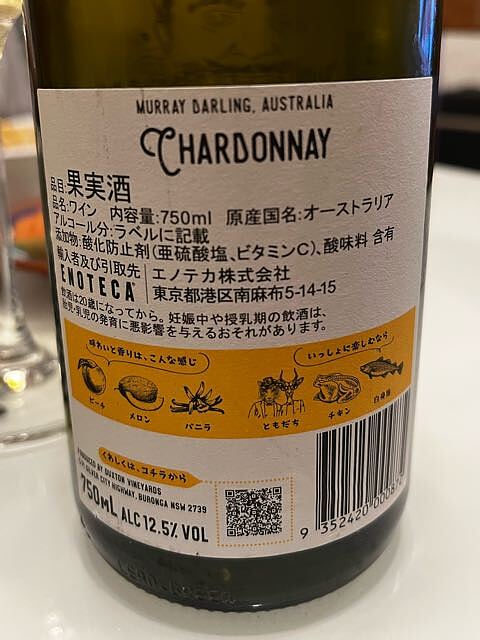 MURRAY DARLING, AUSTRALIA
CHARDONNAY
品目:果実酒
品名:ワイン 内容量:750ml 原産国名:オーストラリア
アルコール分:ラベルに記載
添加物:酸化防止剤(亜硫酸塩、ビタミンC)、酸味料 含有
輸入者及び引取先 エノテカ株式会社
ENOTECA 東京都港区南麻布5-14-15
飲酒は20歳になってから。妊娠中や授乳期の飲酒は、
胎児・乳児の発育に悪影響を与えるおそれがあります。
味わいと香りは、こんな感じ
いっしょに楽しむなら
ピーチ メロン バニラ ともだち チキン 白身魚
くわしくは、コチラから
PRODUCED BY DUXTON VINEYARDS
SILVER CITY HIGHWAY, BURONGA NSW 2739
750mL ALC 12.5% VOL